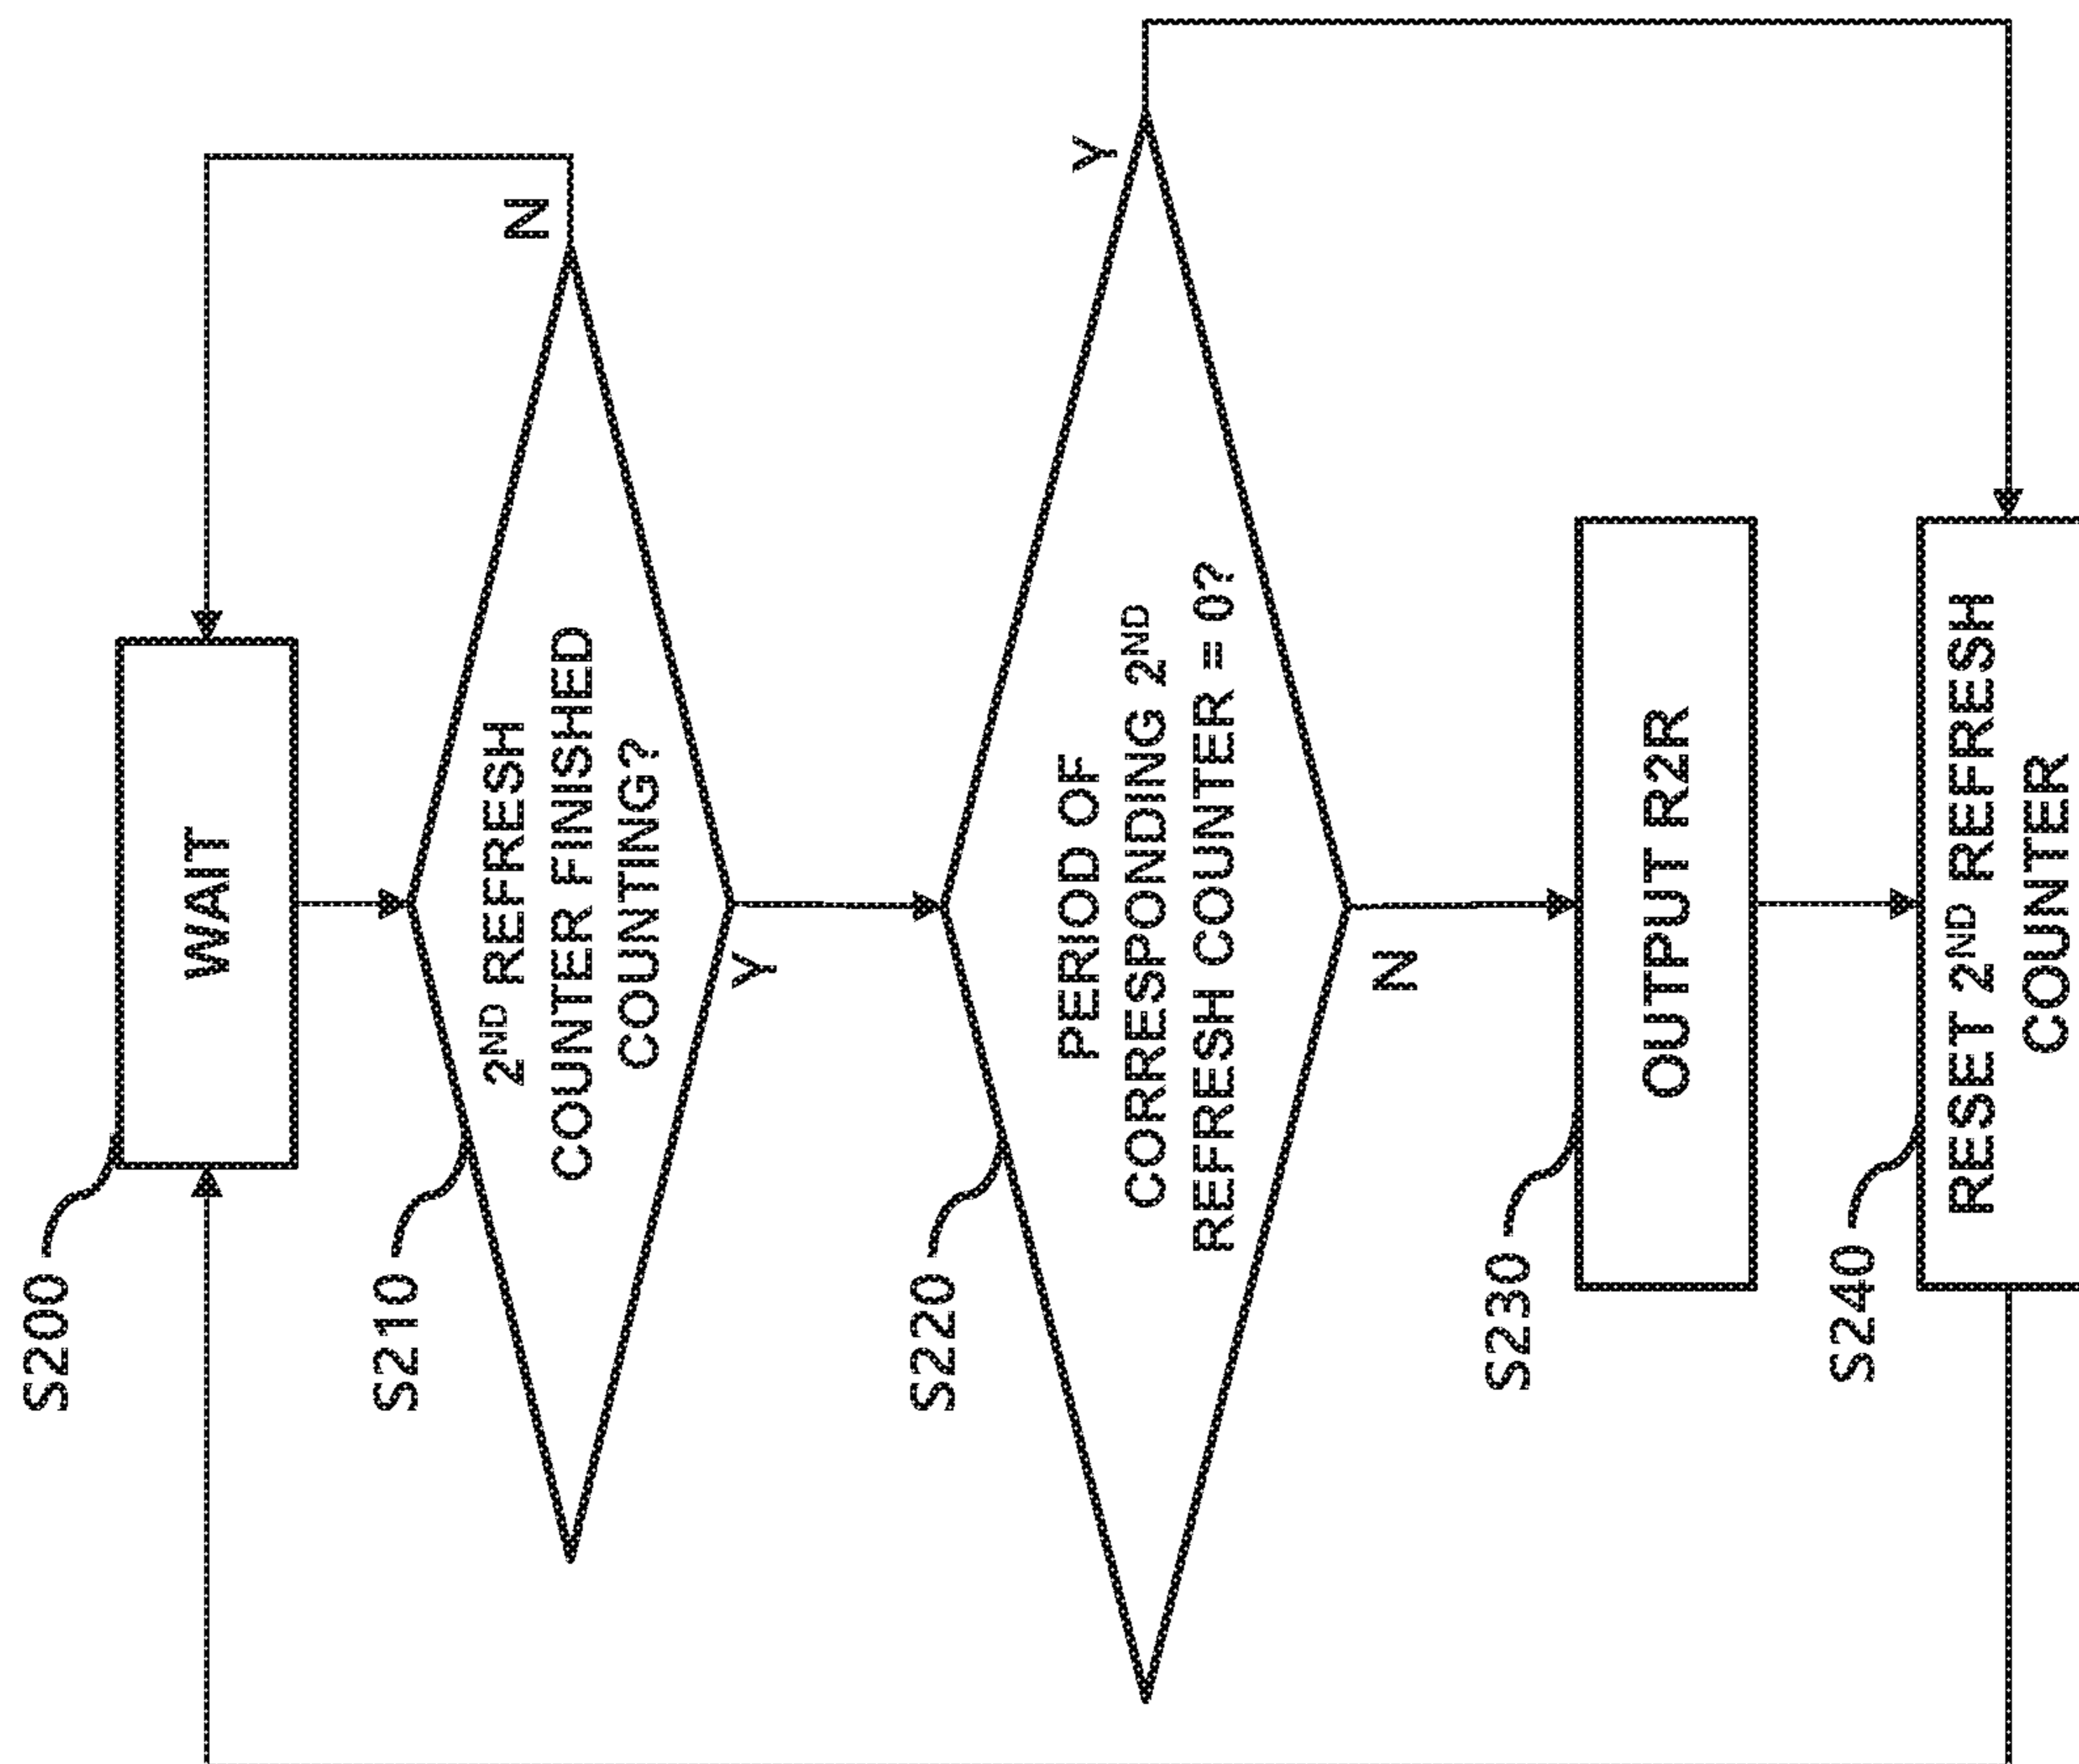 S200
WAIT
N
S210
2ND REFRESH
COUNTER FINISHED
COUNTING?
Y
Y
S220
PERIOD OF
CORRESPONDING 2ND
REFRESH COUNTER = 0?
N
S230
OUTPUT R2R
S240
RESET 2ND REFRESH
COUNTER